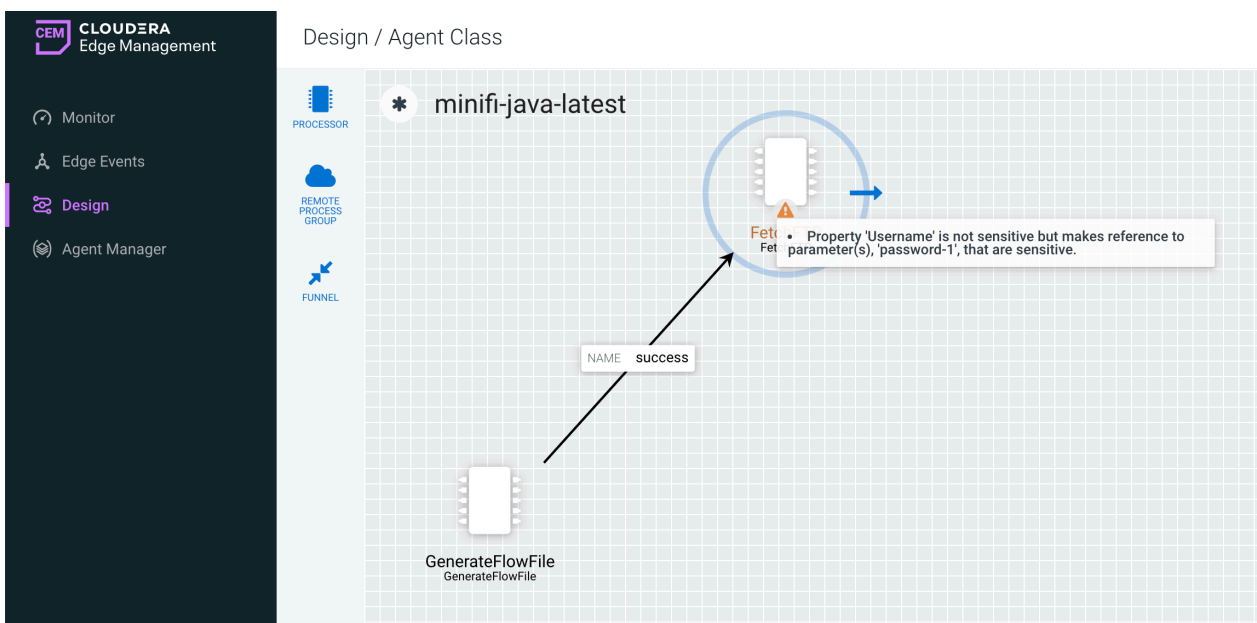 CEM
CLOUDERA
Edge Management
Design / Agent Class
Monitor
Edge Events
Design
Agent Manager
PROCESSOR
REMOTE
PROCESS
GROUP
FUNNEL
minifi-java-latest
• Property 'Username' is not sensitive but makes reference to
parameter(s), 'password-1', that are sensitive.
NAME success
GenerateFlowFile
GenerateFlowFile